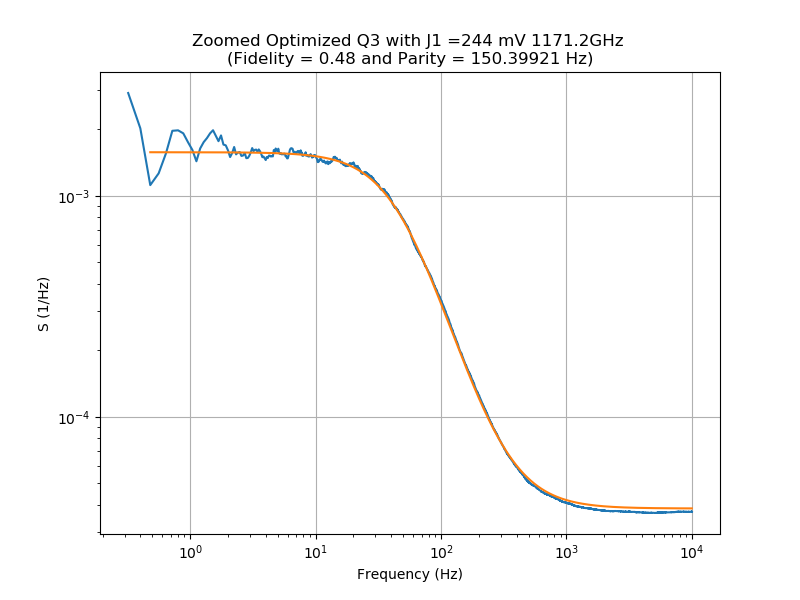 Zoomed Optimized Q3 with J1 =244 mV 1171.2GHz
(Fidelity = 0.48 and Parity = 150.39921 Hz)
S (1/Hz)
10⁻³
10⁻⁴
10⁰ 10¹ 10² 10³ 10⁴
Frequency (Hz)